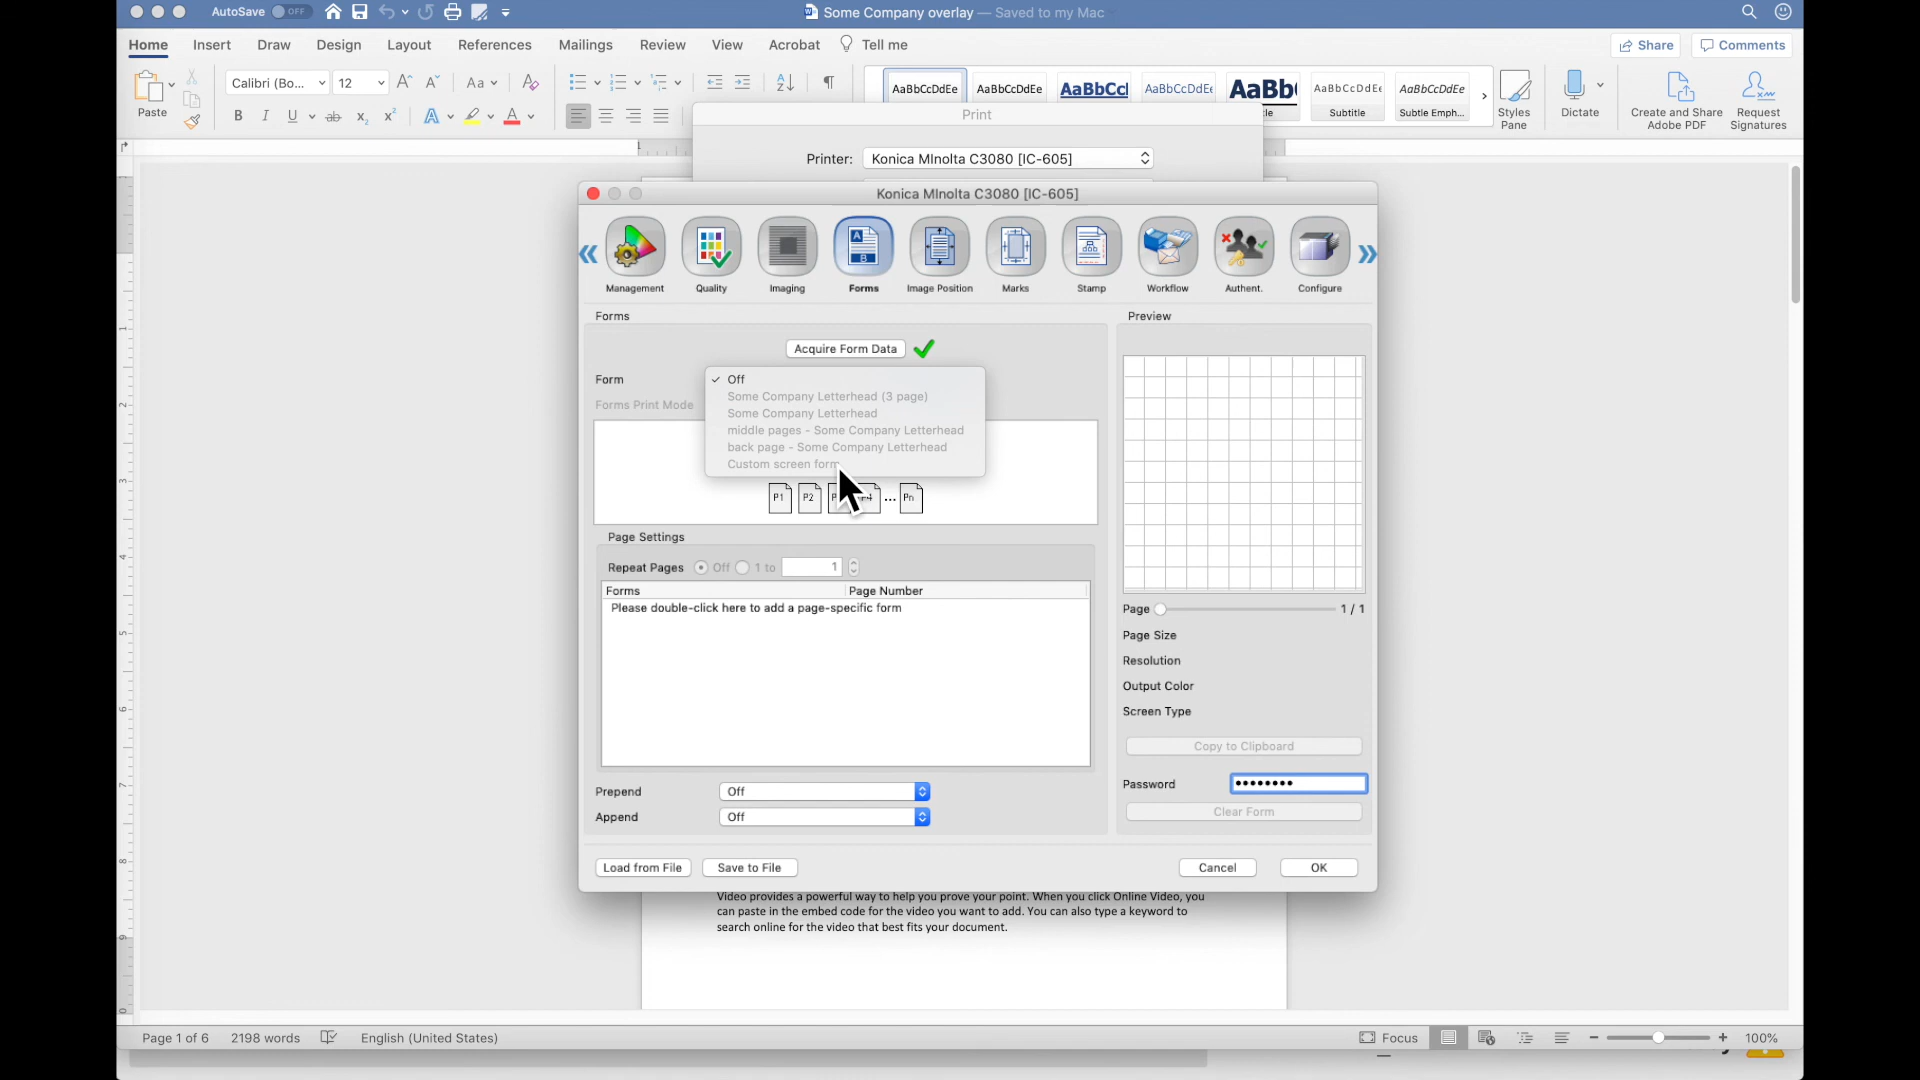 AutoSave OFF
Some Company overlay — Saved to my Mac
Home Insert Draw Design Layout References Mailings Review View Acrobat Tell me
Share Comments
Paste
Calibri (Bo... 12 Aa
B I U ab x2 x2 A A
AaBbCcDdEe AaBbCcDdEe AaBbCcI AaBbCcDdEe AaBb AaBbCcDdEe AaBbCcDdEe
Subtitle Subtle Emph...
Styles Pane
Dictate
Create and Share Adobe PDF
Request Signatures
Print
Printer: Konica MInolta C3080 [IC-605]
Konica MInolta C3080 [IC-605]
Management Quality Imaging Forms Image Position Marks Stamp Workflow Authent. Configure
Forms
Preview
Acquire Form Data
Form
Forms Print Mode
Off
Some Company Letterhead (3 page)
Some Company Letterhead
middle pages - Some Company Letterhead
back page - Some Company Letterhead
Custom screen form
P1 P2 P4 ... Pn
Page Settings
Repeat Pages Off 1 to 1
Forms Page Number
Please double-click here to add a page-specific form
Page 1 / 1
Page Size
Resolution
Output Color
Screen Type
Copy to Clipboard
Password ••••••••
Clear Form
Prepend Off
Append Off
Load from File Save to File Cancel OK
Video provides a powerful way to help you prove your point. When you click Online Video, you
can paste in the embed code for the video you want to add. You can also type a keyword to
search online for the video that best fits your document.
Page 1 of 6 2198 words English (United States) Focus 100%